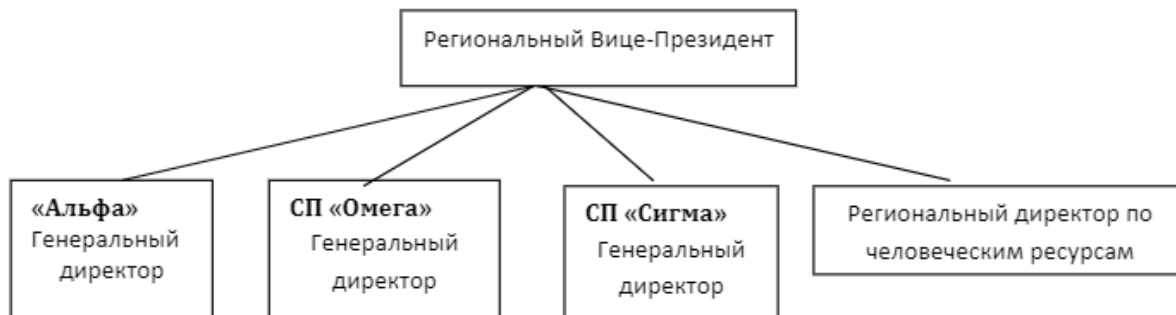 Региональный Вице-Президент
«Альфа»
Генеральный
директор
СП «Омега»
Генеральный
директор
СП «Сигма»
Генеральный
директор
Региональный директор по
человеческим ресурсам